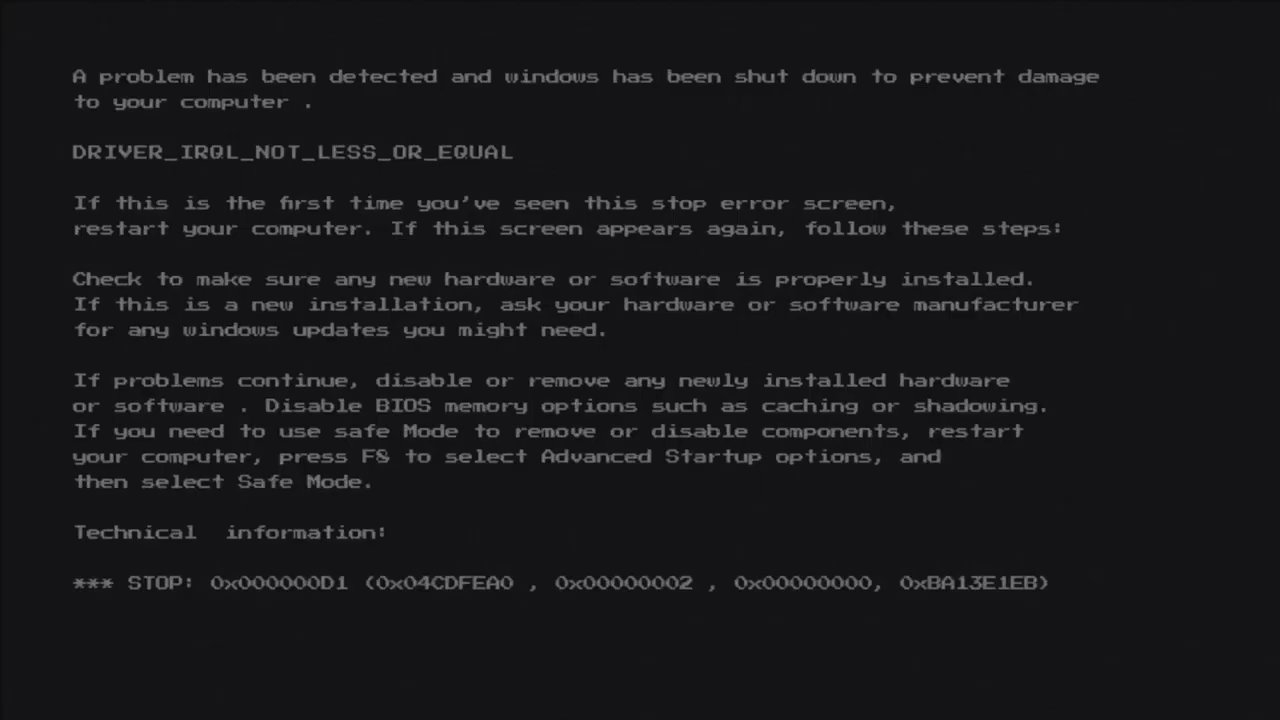 A problem has been detected and windows has been shut down to prevent damage
to your computer .
DRIVER_IRQL_NOT_LESS_OR_EQUAL
If this is the first time you've seen this stop error screen,
restart your computer. If this screen appears again, follow these steps:
Check to make sure any new hardware or software is properly installed.
If this is a new installation, ask your hardware or software manufacturer
for any windows updates you might need.
If problems continue, disable or remove any newly installed hardware
or software . Disable BIOS memory options such as caching or shadowing.
If you need to use safe Mode to remove or disable components, restart
your computer, press F8 to select Advanced Startup options, and
then select Safe Mode.
Technical  information:
*** STOP: 0x000000D1 (0x04CDFEA0 , 0x00000002 , 0x00000000, 0xBA13E1EB)